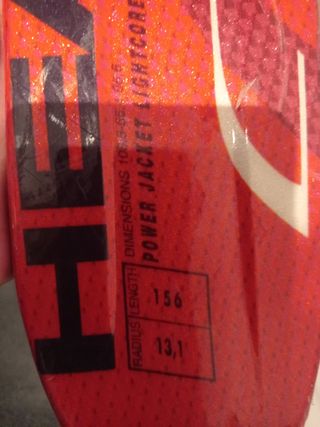 HEA
POWER JACKET LIGHTCORE
LENGTH 156
RADIUS 13,1
DIMENSIONS